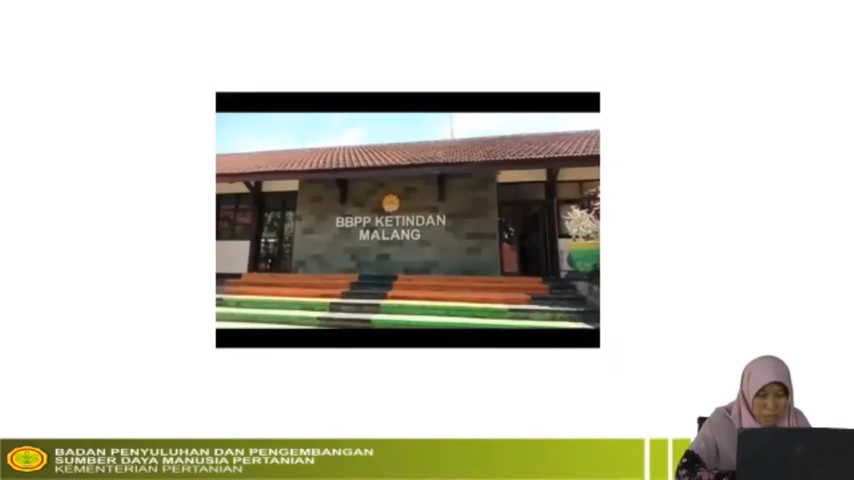 BBPP KETINDAN
MALANG
BADAN PENYULUHAN DAN PENGEMBANGAN
SUMBER DAYA MANUSIA PERTANIAN
KEMENTERIAN PERTANIAN